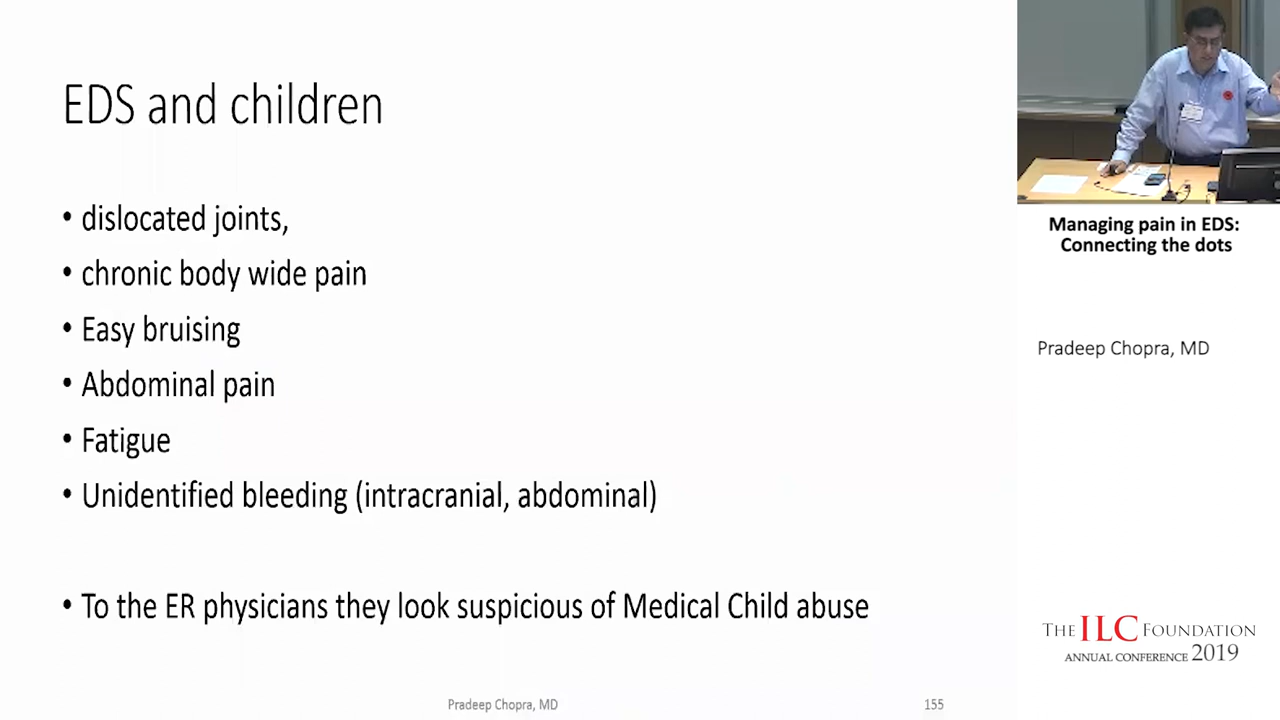 EDS and children
• dislocated joints,
• chronic body wide pain
• Easy bruising
• Abdominal pain
• Fatigue
• Unidentified bleeding (intracranial, abdominal)
• To the ER physicians they look suspicious of Medical Child abuse
Pradeep Chopra, MD
155
Managing pain in EDS:
Connecting the dots
Pradeep Chopra, MD
THE ILC FOUNDATION
ANNUAL CONFERENCE 2019